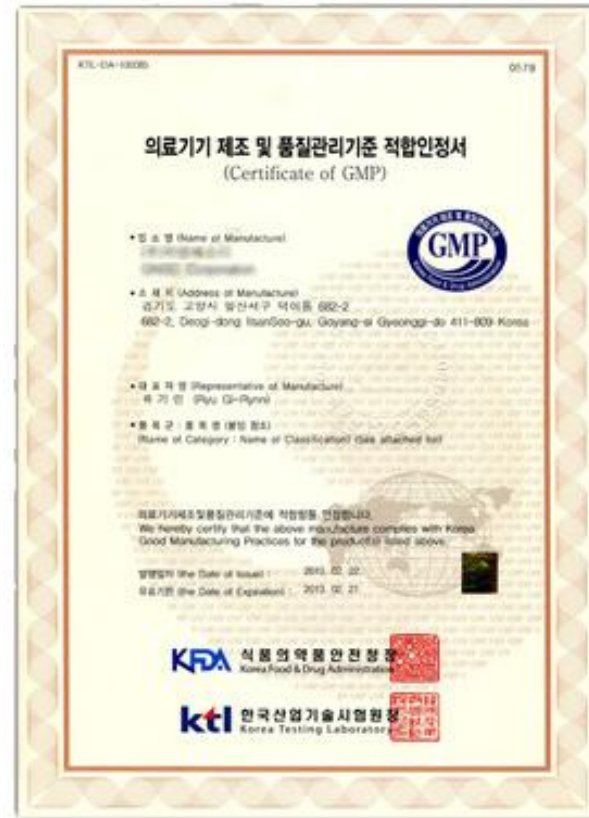 의료기기 제조 및 품질관리기준 적합인정서
(Certificate of GMP)
GMP
• 업 소 명 (Name of Manufacture)
Corporation
• 소 재 지 (Address of Manufacture)
경기도 고양시 일산서구 덕이동 682-2
682-2, Deogi-dong IlsanSeo-gu, Goyang-si Gyeonggi-do 411-809 Korea
• 대 표 자 명 (Representative of Manufacture)
류 기 린 (Ryu Gi-Rynn)
• 품 목 군 : 품 목 명 (붙임 참조)
(Name of Category : Name of Classification) (See attached list)
의료기기제조및품질관리기준에 적합함을 인정합니다.
We hereby certify that the above manufacture complies with Korea
Good Manufacturing Practices for the product(s) listed above.
발행일자 (the Date of Issue) : 02. 22
유효기한 (the Date of Expiration) : 2013. 02. 21
KFDA 식품의약품안전청장
Korea Food & Drug Administration
ktl 한국산업기술시험원장
Korea Testing Laboratory